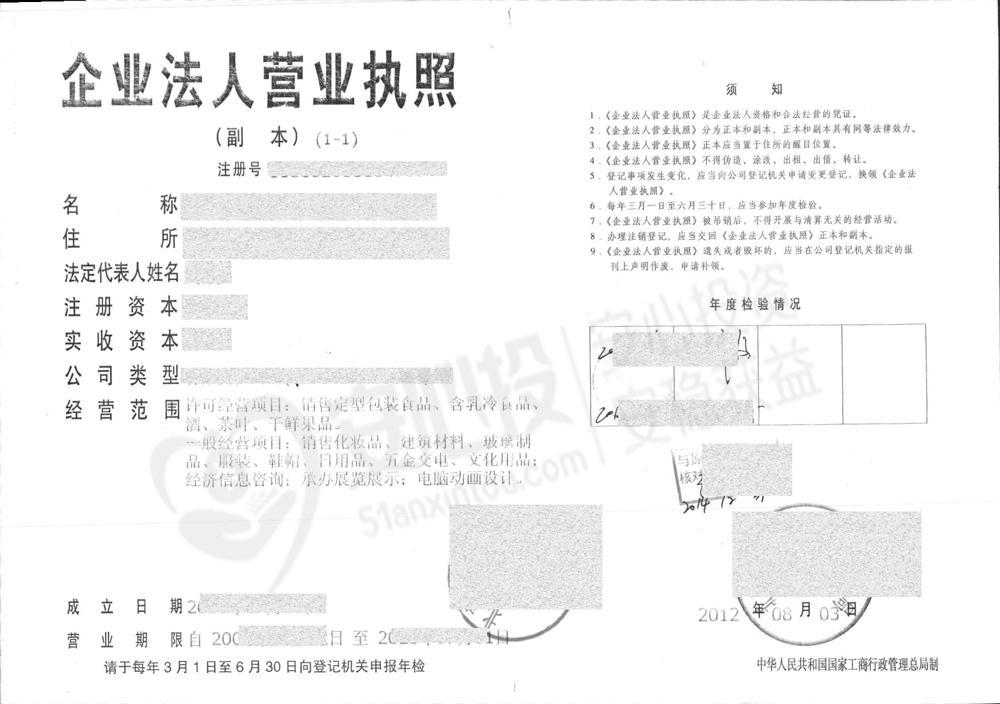 企业法人营业执照
（副 本）(1-1)
注册号
名 称
住 所
法定代表人姓名
注册资本
实收资本
公司类型
经营范围
许可经营项目：销售定型包装食品、含乳冷食品、
酒、茶叶、干鲜果品。
一般经营项目：销售化妆品、建筑材料、玻璃制
品、服装、鞋帽、日用品、五金交电、文化用品；
经济信息咨询；承办展览展示；电脑动画设计。
成立日期
营业期限 自 200 日 至 日
请于每年3月1日至6月30日向登记机关申报年检
须 知
1．《企业法人营业执照》是企业法人资格和合法经营的凭证。
2．《企业法人营业执照》分为正本和副本，正本和副本具有同等法律效力。
3．《企业法人营业执照》正本应当置于住所的醒目位置。
4．《企业法人营业执照》不得伪造、涂改、出租、出借、转让。
5．登记事项发生变化，应当向公司登记机关申请变更登记，换领《企业法
人营业执照》。
6．每年三月一日至六月三十日，应当参加年度检验。
7．《企业法人营业执照》被吊销后，不得开展与清算无关的经营活动。
8．办理注销登记，应当交回《企业法人营业执照》正本和副本。
9．《企业法人营业执照》遗失或者毁坏的，应当在公司登记机关指定的报
刊上声明作废，申请补领。
年度检验情况
与原
核对
2014 12
2012 年 08 月 03 日
中华人民共和国国家工商行政管理总局制
安心投
51anxintou.com
安业投资
安稳收益